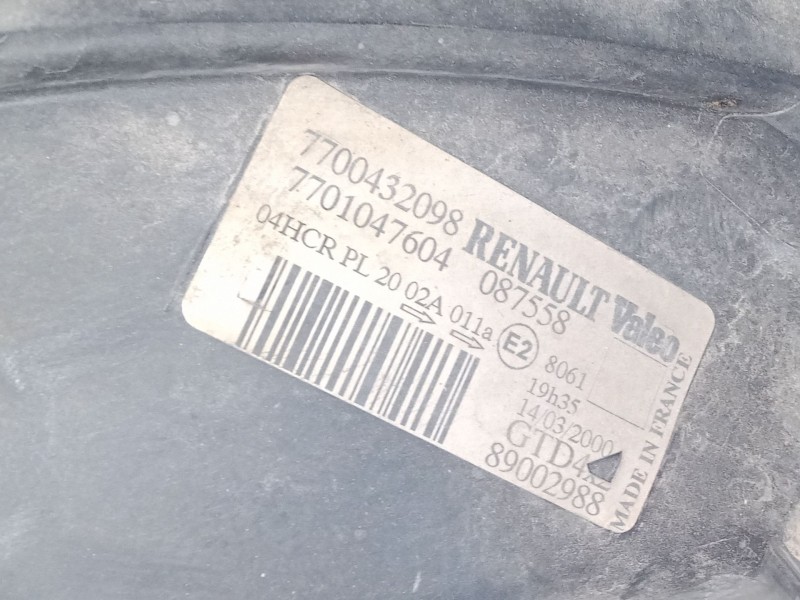 7700432098 RENAULT Valeo
7701047604 087558
04HCR PL 20 02A 011a E2 8061
19h35
14/03/2000
GTD4
89002988
MADE IN FRANCE